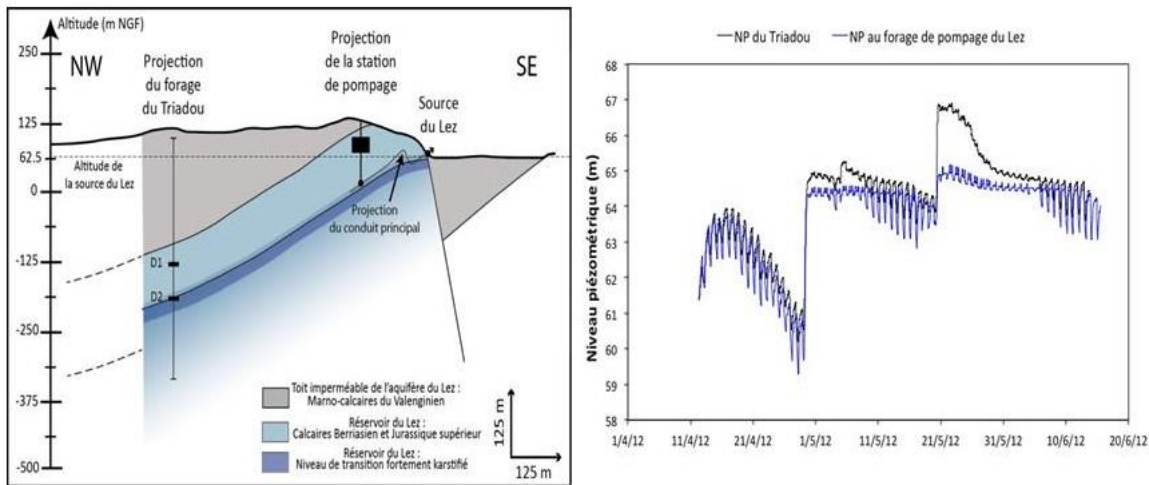 Altitude (m NGF)
250
125
62.5
0
-125
-250
-375
-500
NW
SE
Projection
du forage
du Triadou
Projection
de la station
de pompage
Source
du Lez
Altitude de
la source du Lez
Projection
du conduit principal
D1
D2
Toit imperméable de l'aquifère du Lez :
Marno-calcaires du Valenginien
Réservoir du Lez :
Calcaires Berriasien et Jurassique supérieur
Réservoir du Lez :
Niveau de transition fortement karstifié
125 m
125 m
NP du Triadou
NP au forage de pompage du Lez
Niveau piézométrique (m)
68
67
66
65
64
63
62
61
60
59
58
1/4/12
11/4/12
21/4/12
1/5/12
11/5/12
21/5/12
31/5/12
10/6/12
20/6/12